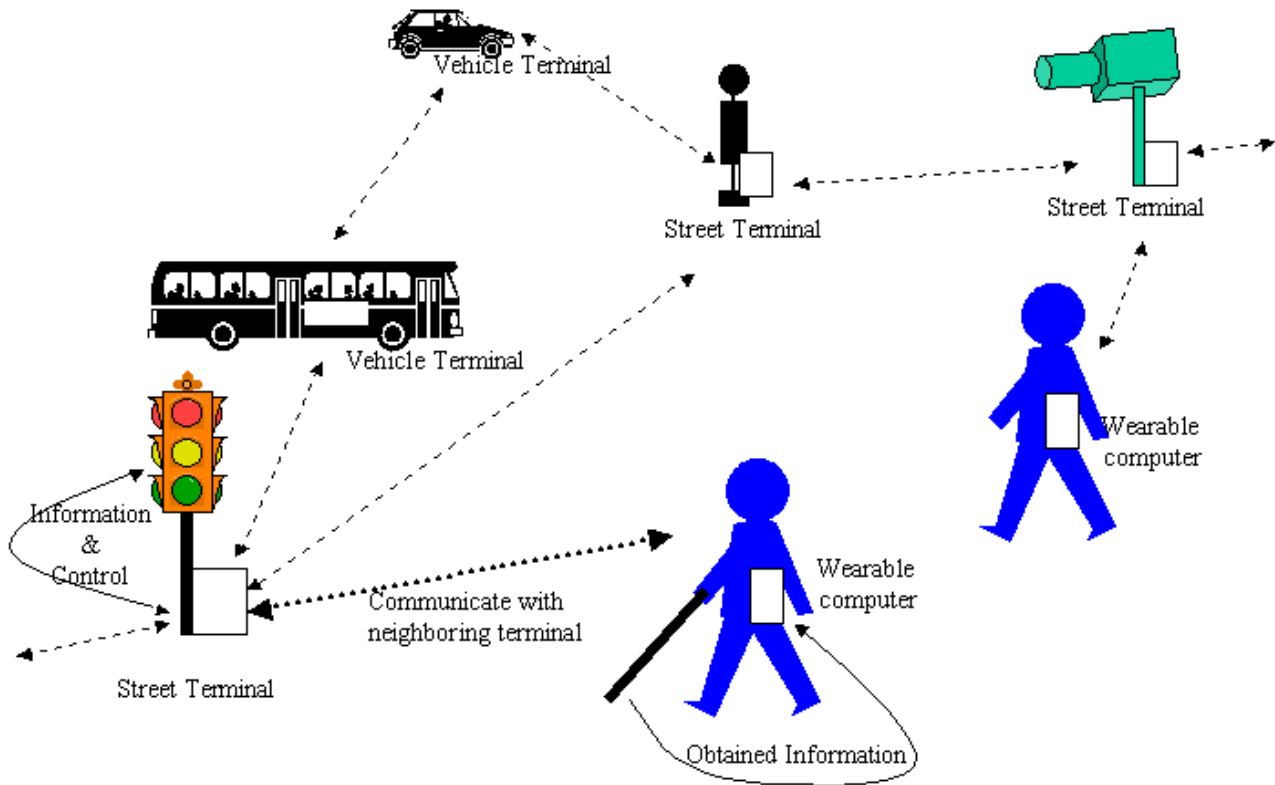 Vehicle Terminal
Street Terminal
Street Terminal
Vehicle Terminal
Wearable
computer
Information
&
Control
Wearable
computer
Communicate with
neighboring terminal
Street Terminal
Obtained Information